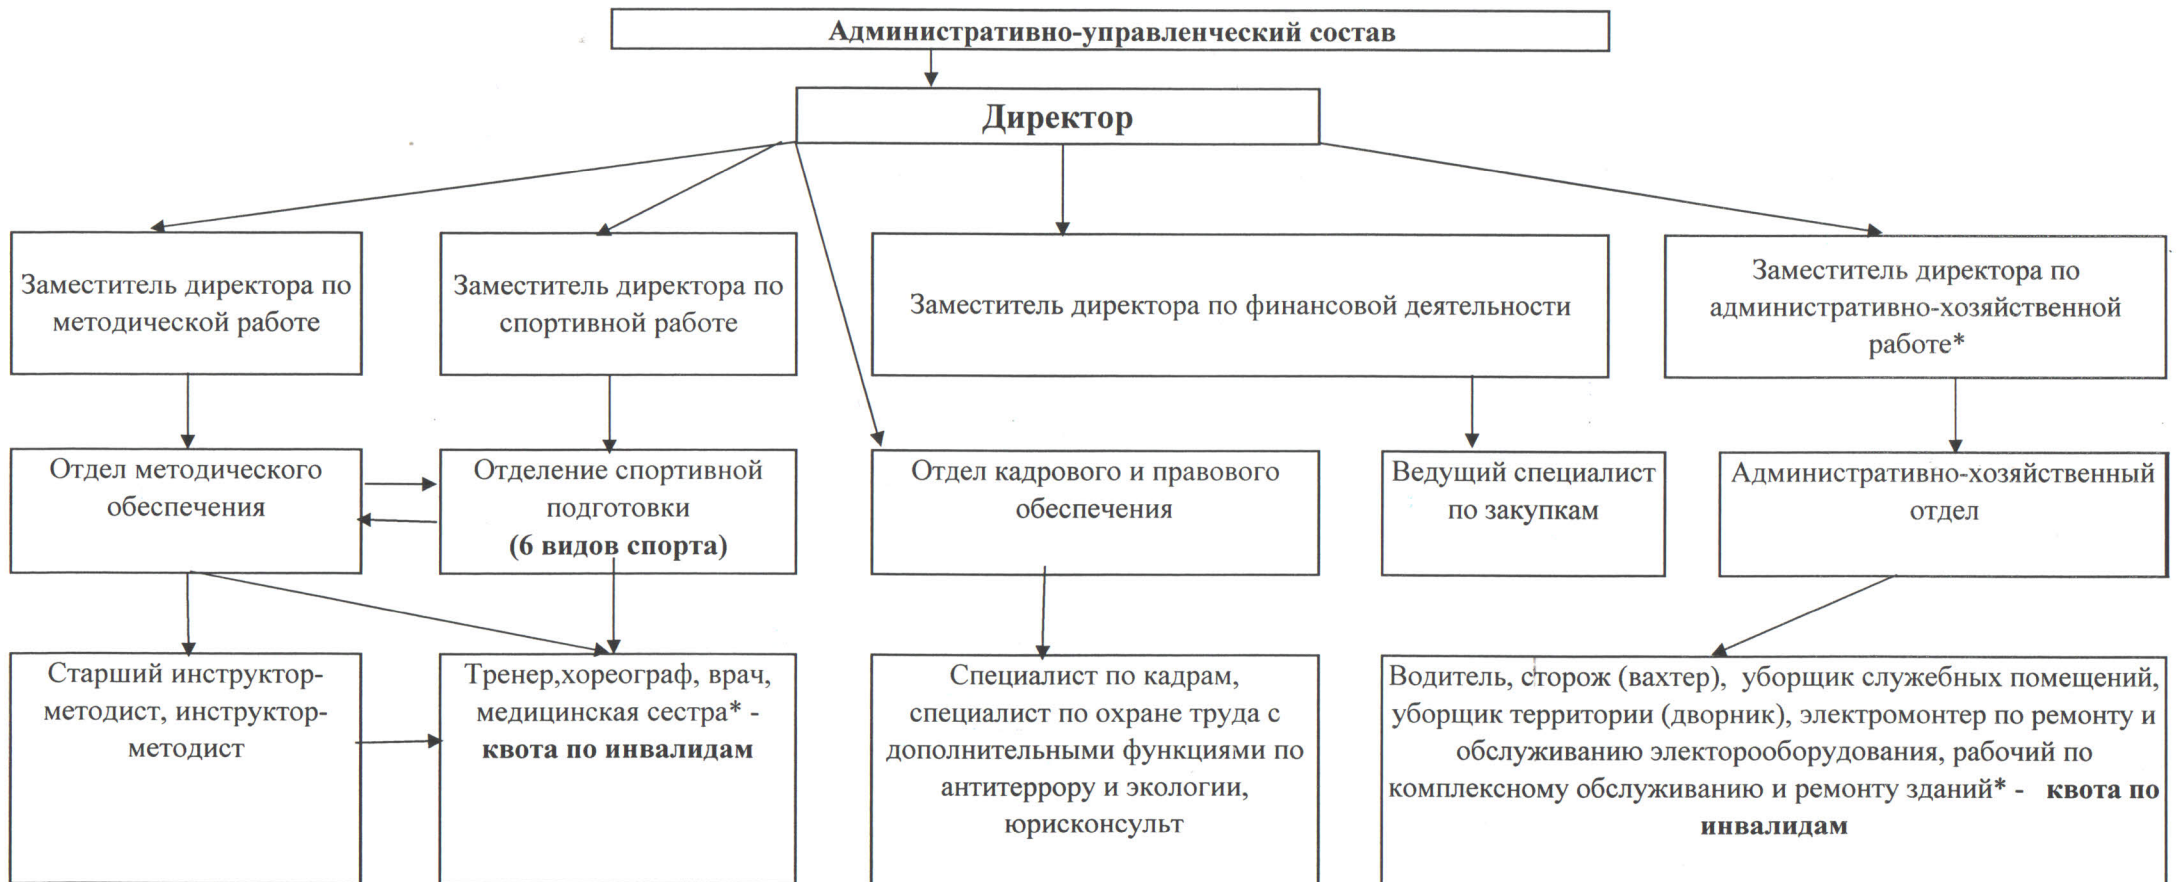 Административно-управленческий состав
Директор
Заместитель директора по
методической работе
Заместитель директора по
спортивной работе
Заместитель директора по финансовой деятельности
Заместитель директора по
административно-хозяйственной
работе*
Отдел методического
обеспечения
Отделение спортивной
подготовки
(6 видов спорта)
Отдел кадрового и правового
обеспечения
Ведущий специалист
по закупкам
Административно-хозяйственный
отдел
Старший инструктор-
методист, инструктор-
методист
Тренер,хореограф, врач,
медицинская сестра* -
квота по инвалидам
Специалист по кадрам,
специалист по охране труда с
дополнительными функциями по
антитеррору и экологии,
юрисконсульт
Водитель, сторож (вахтер), уборщик служебных помещений,
уборщик территории (дворник), электромонтер по ремонту и
обслуживанию электорооборудования, рабочий по
комплексному обслуживанию и ремонту зданий* - квота по
инвалидам